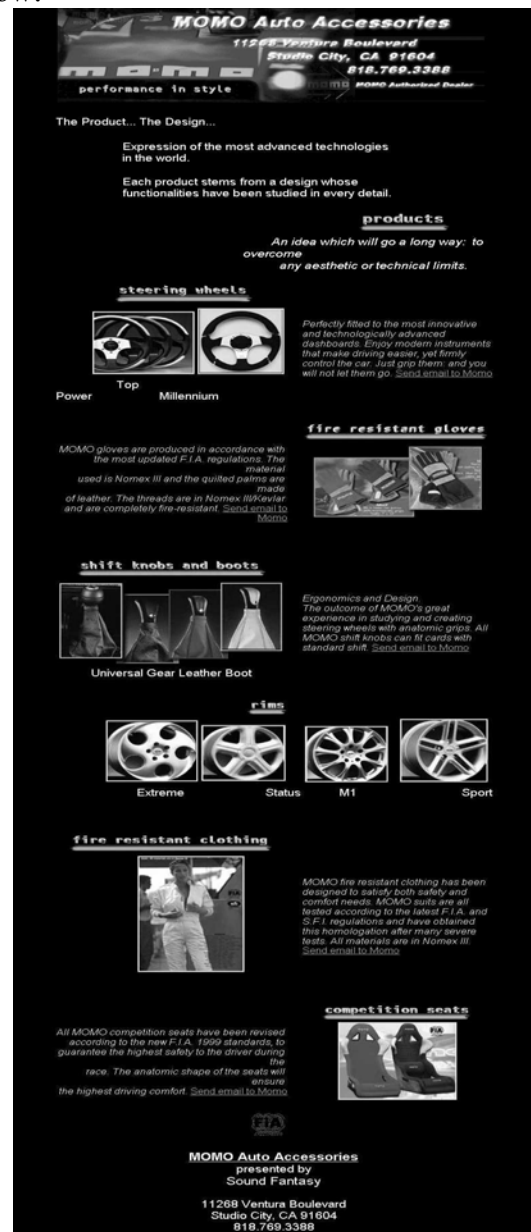 MOMO Auto Accessories
11268 Ventura Boulevard
Studio City, CA 91604
818.769.3388
momo
momo MOMO Authorized Dealer
performance in style
The Product... The Design...
Expression of the most advanced technologies
in the world.
Each product stems from a design whose
functionalities have been studied in every detail.
products
An idea which will go a long way: to
overcome
any aesthetic or technical limits.
steering wheels
Perfectly fitted to the most innovative
and technologically advanced
dashboards. Enjoy modern instruments
that make driving easier, yet firmly
control the car. Just grip them: and you
will not let them go. Send email to Momo
Top
Power Millennium
fire resistant gloves
MOMO gloves are produced in accordance with
the most updated F.I.A. regulations. The
material
used is Nomex III and the quilted palms are
made
of leather. The threads are in Nomex III/Kevlar
and are completely fire-resistant. Send email to
Momo
shift knobs and boots
Ergonomics and Design.
The outcome of MOMO's great
experience in studying and creating
steering wheels with anatomic grips. All
MOMO shift knobs can fit cards with
standard shift. Send email to Momo
Universal Gear Leather Boot
rims
Extreme Status M1 Sport
fire resistant clothing
MOMO fire resistant clothing has been
designed to satisfy both safety and
comfort needs. MOMO suits are all
tested according to the latest F.I.A. and
S.F.I. regulations and have obtained
this homologation after many severe
tests. All materials are in Nomex III.
Send email to Momo
competition seats
All MOMO competition seats have been revised
according to the new F.I.A. 1999 standards, to
guarantee the highest safety to the driver during
the
race. The anatomic shape of the seats will
ensure
the highest driving comfort. Send email to Momo
FIA
MOMO Auto Accessories
presented by
Sound Fantasy
11268 Ventura Boulevard
Studio City, CA 91604
818.769.3388